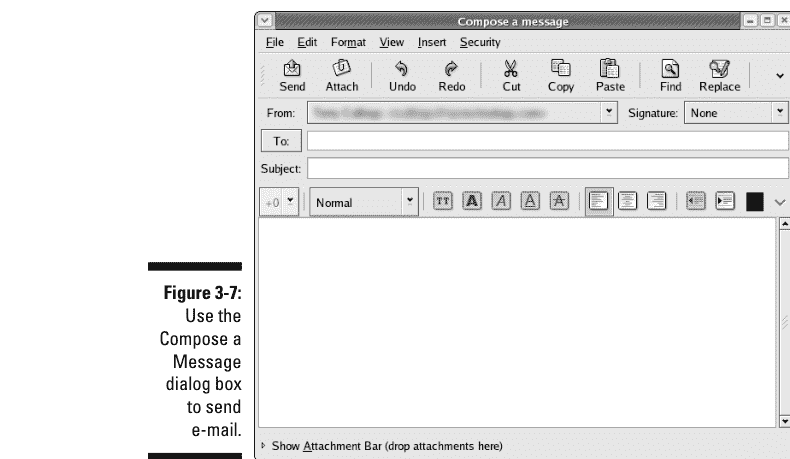 Compose a message
File Edit Format View Insert Security
Send Attach Undo Redo Cut Copy Paste Find Replace
From: Signature: None
To:
Subject:
+0 Normal TT A A A A
Figure 3-7:
Use the
Compose a
Message
dialog box
to send
e-mail.
Show Attachment Bar (drop attachments here)